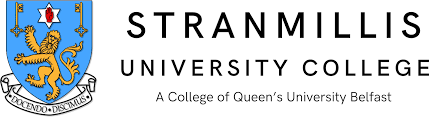 STRANMILLIS
UNIVERSITY COLLEGE
A College of Queen's University Belfast
DOCENDO DISCIMUS